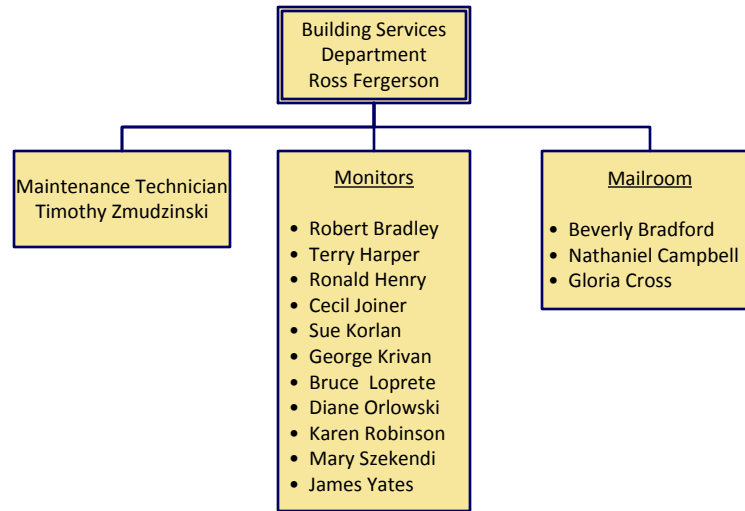 Building Services
Department
Ross Fergerson
Maintenance Technician
Timothy Zmudzinski
Monitors
• Robert Bradley
• Terry Harper
• Ronald Henry
• Cecil Joiner
• Sue Korlan
• George Krivan
• Bruce  Loprete
• Diane Orlowski
• Karen Robinson
• Mary Szekendi
• James Yates
Mailroom
• Beverly Bradford
• Nathaniel Campbell
• Gloria Cross